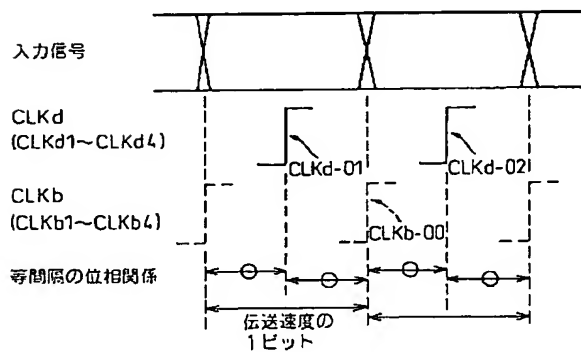 入力信号
CLKd
(CLKd1～CLKd4)
CLKd-01
CLKd-02
CLKb
(CLKb1～CLKb4)
CLKb-00
等間隔の位相関係
伝送速度の
1ビット